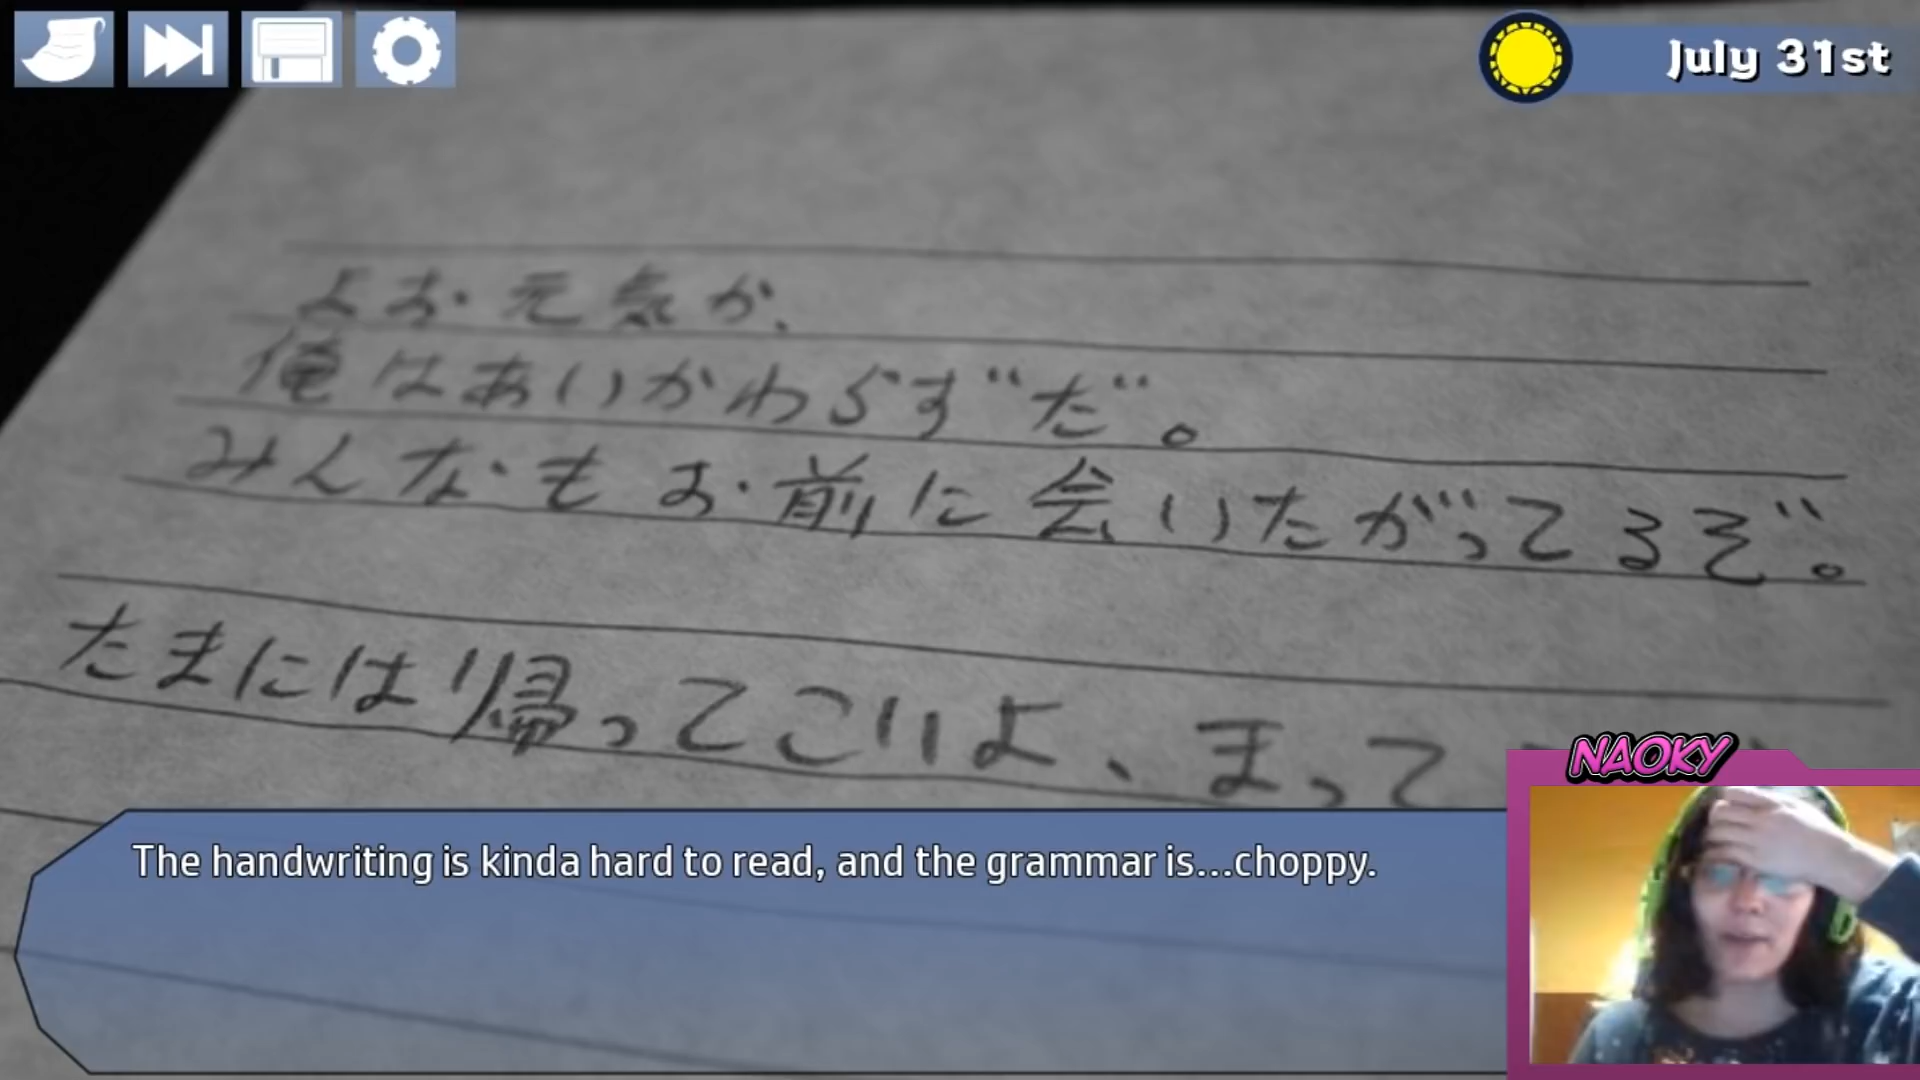 July 31st
よお元気か、
俺はあいかわらずだ。
みんなもお前に会いたがってるぞ。
たまには帰ってこいよ、まって
NAOKY
The handwriting is kinda hard to read, and the grammar is...choppy.